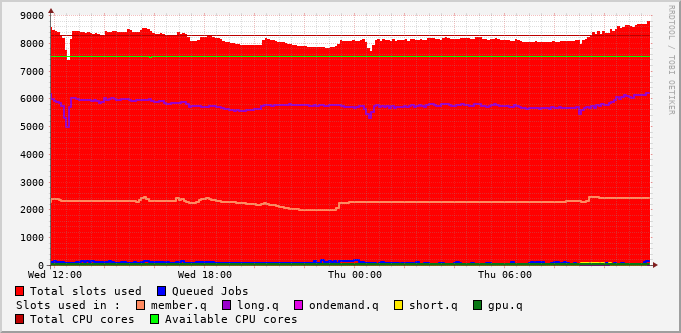 9000
8000
7000
6000
5000
4000
3000
2000
1000
0
Wed 12:00 Wed 18:00 Thu 00:00 Thu 06:00
RRDTOOL / TOBI OETIKER
Total slots used Queued Jobs
Slots used in : member.q long.q ondemand.q short.q gpu.q
Total CPU cores Available CPU cores